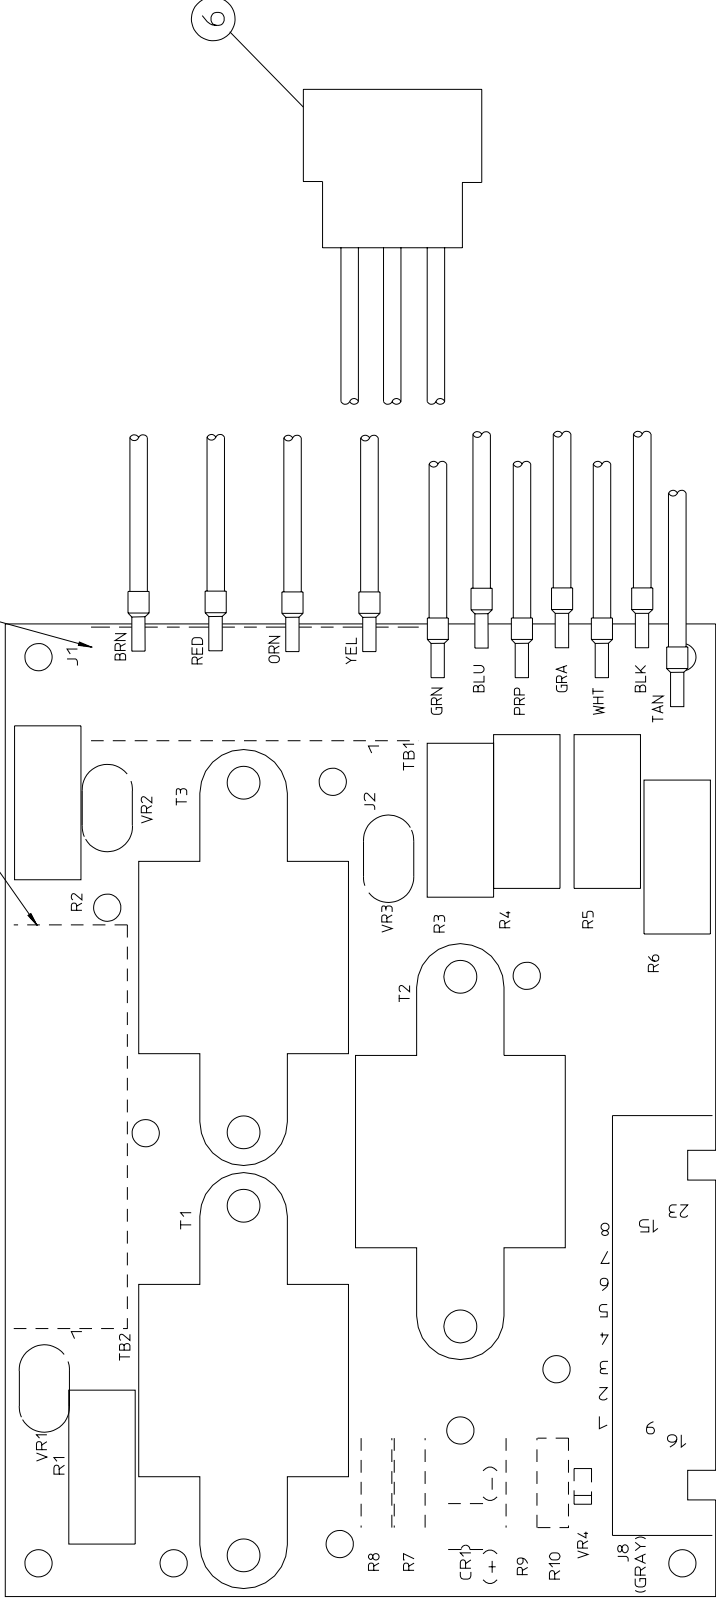 6
J1
BRN
RED
ORN
YEL
GRN
BLU
PRP
GRA
WHT
BLK
TAN
1
TB1
VR2
T3
J2
R2
VR3
R3
R4
R5
R6
T2
T1
8
7
6
5
4
3
2
1
15
23
9
16
1
TB2
VR1
R1
R8
R7
CR1
(-)
(+)
R9
R10
VR4
J8
(GRAY)